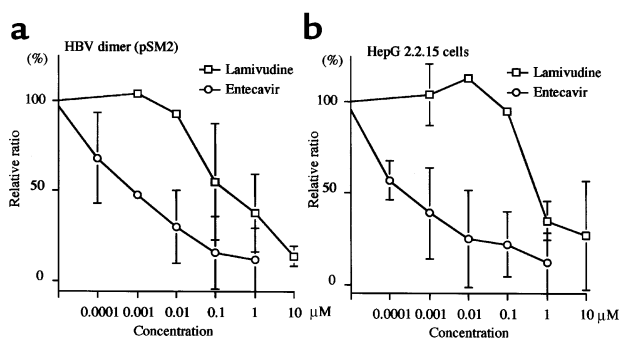 a
HBV dimer (pSM2)
(%)
Lamivudine
Entecavir
100
50
0
Relative ratio
0.0001 0.001 0.01 0.1 1 10 μM
Concentration
b
HepG 2.2.15 cells
(%)
Lamivudine
Entecavir
100
50
0
Relative ratio
0.0001 0.001 0.01 0.1 1 10 μM
Concentration